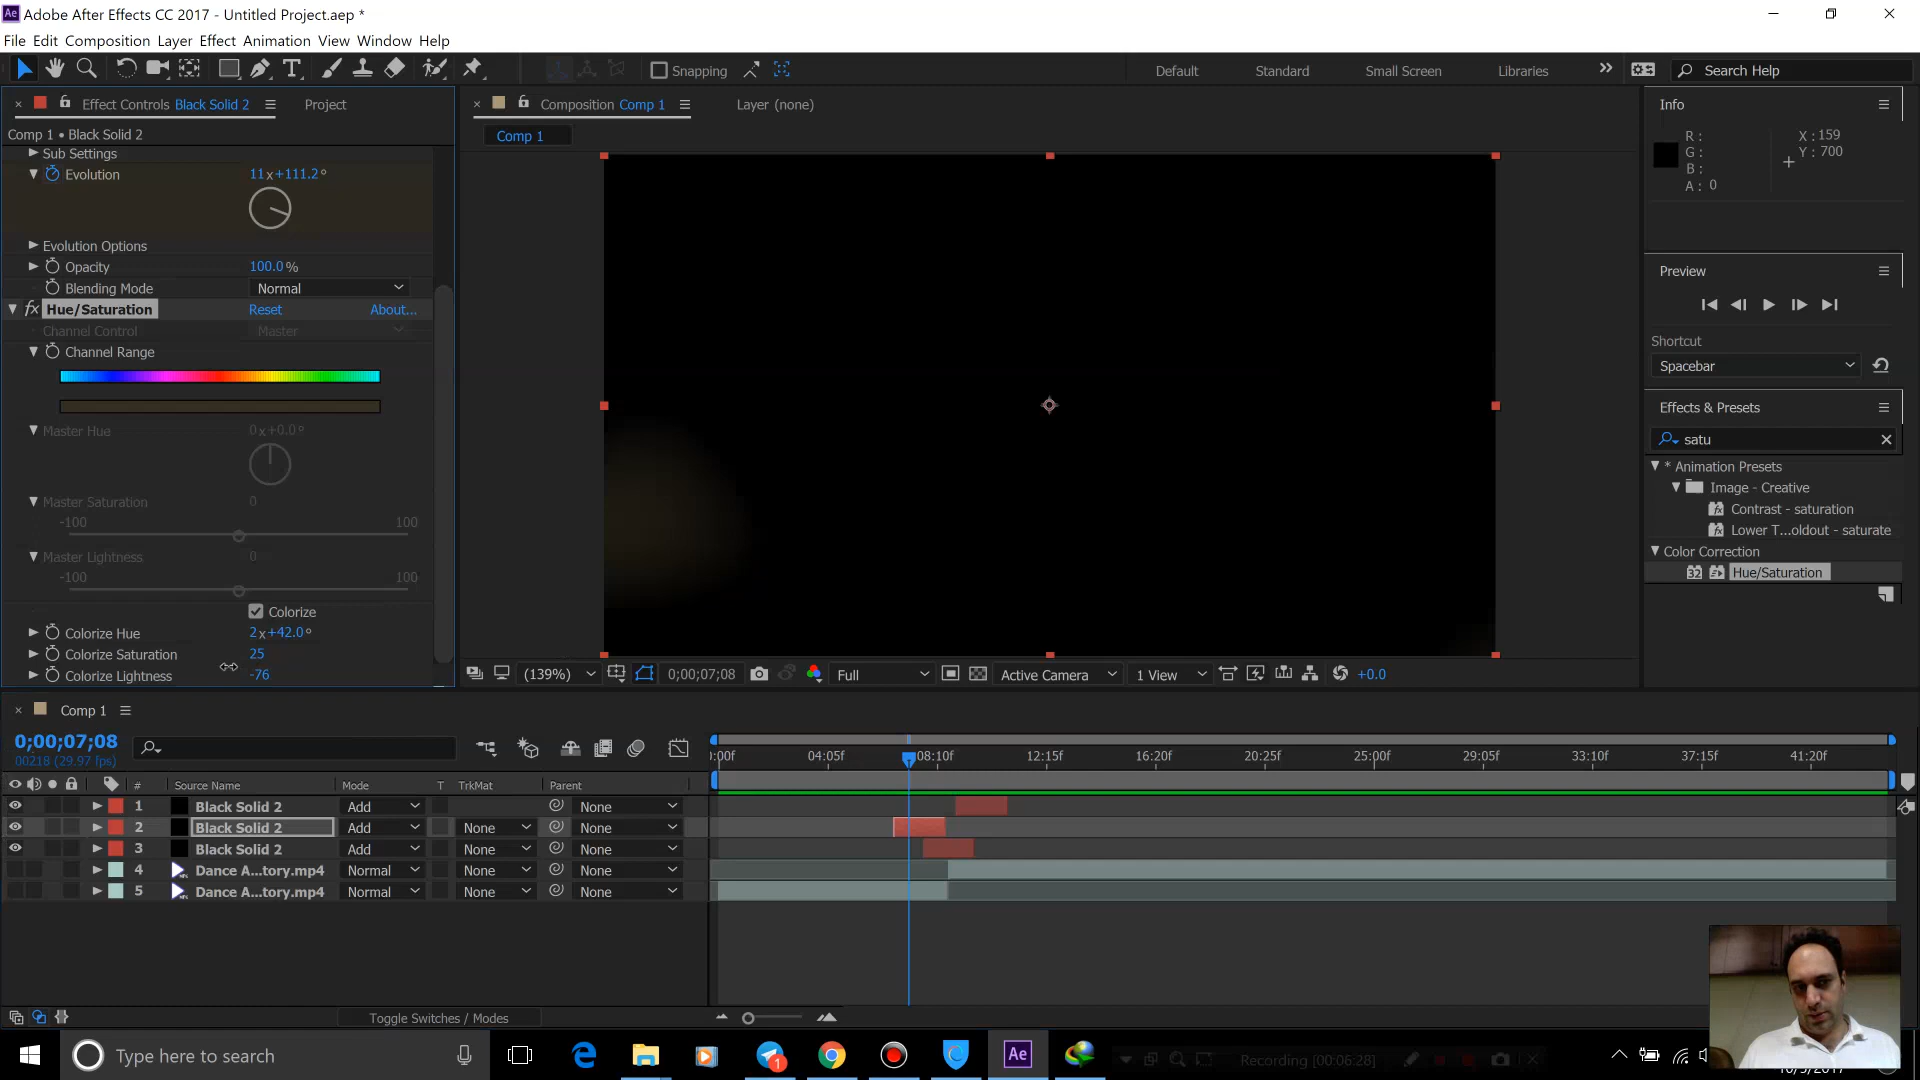 Ae Adobe After Effects CC 2017 - Untitled Project.aep *
File Edit Composition Layer Effect Animation View Window Help
Snapping
Default Standard Small Screen Libraries
Search Help
Effect Controls Black Solid 2
Project
Comp 1 • Black Solid 2
Sub Settings
Evolution 11x+111.2°
Evolution Options
Opacity 100.0 %
Blending Mode Normal
fx Hue/Saturation Reset About...
Channel Control Master
Channel Range
Master Hue 0x+0.0°
Master Saturation 0
-100 100
Master Lightness 0
-100 100
Colorize
Colorize Hue 2x+42.0°
Colorize Saturation 25
Colorize Lightness -76
Composition Comp 1
Layer (none)
Comp 1
(139%) 0;00;07;08 Full Active Camera 1 View +0.0
Info
R: X: 159
G: Y: 700
B:
A: 0
Preview
Shortcut
Spacebar
Effects & Presets
satu
* Animation Presets
Image - Creative
Contrast - saturation
Lower T...oldout - saturate
Color Correction
32 Hue/Saturation
Comp 1
0;00;07;08
00218 (29.97 fps)
:00f 04:05f 08:10f 12:15f 16:20f 20:25f 25:00f 29:05f 33:10f 37:15f 41:20f
# Source Name Mode T TrkMat Parent
1 Black Solid 2 Add None
2 Black Solid 2 Add None None
3 Black Solid 2 Add None None
4 Dance A...tory.mp4 Normal None None
5 Dance A...tory.mp4 Normal None None
Toggle Switches / Modes
Type here to search
1
Ae
Recording [00:06:28]